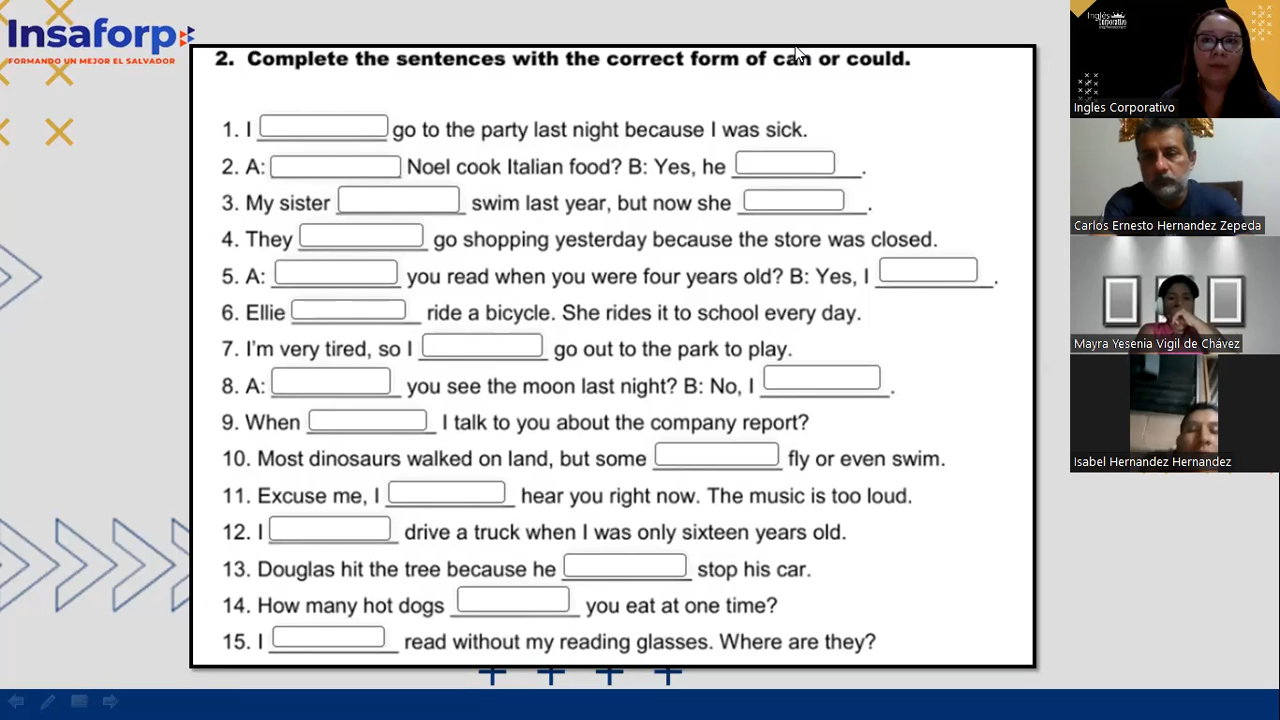 Insaforp
FORMANDO UN MEJOR EL SALVADOR
2. Complete the sentences with the correct form of can or could.
1. I go to the party last night because I was sick.
2. A: Noel cook Italian food? B: Yes, he .
3. My sister swim last year, but now she .
4. They go shopping yesterday because the store was closed.
5. A: you read when you were four years old? B: Yes, I .
6. Ellie ride a bicycle. She rides it to school every day.
7. I'm very tired, so I go out to the park to play.
8. A: you see the moon last night? B: No, I .
9. When I talk to you about the company report?
10. Most dinosaurs walked on land, but some fly or even swim.
11. Excuse me, I hear you right now. The music is too loud.
12. I drive a truck when I was only sixteen years old.
13. Douglas hit the tree because he stop his car.
14. How many hot dogs you eat at one time?
15. I read without my reading glasses. Where are they?
Inglés
Corporativo
Ingles Corporativo
Carlos Ernesto Hernandez Zepeda
Mayra Yesenia Vigil de Chávez
Isabel Hernandez Hernandez